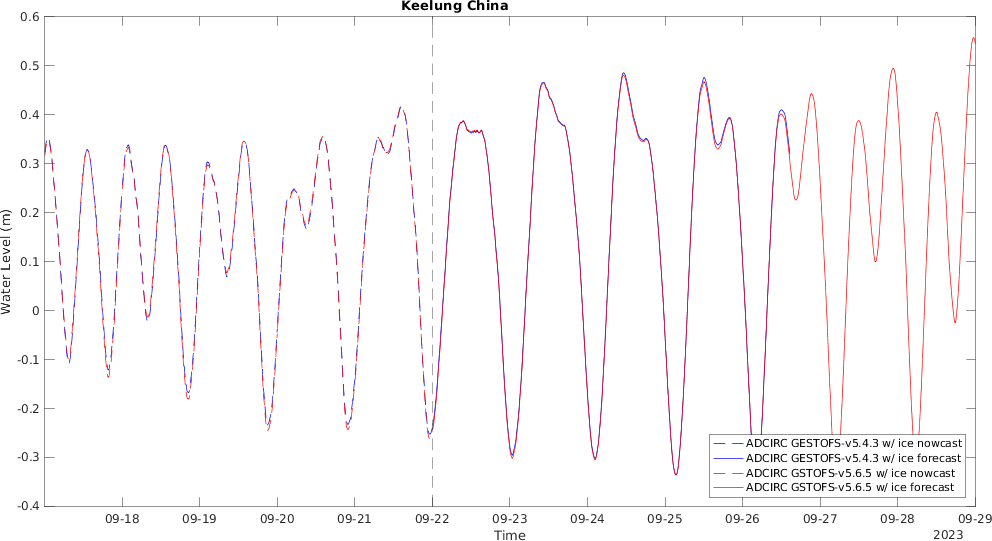 Keelung China
0.6
0.5
0.4
0.3
0.2
0.1
0
-0.1
-0.2
-0.3
-0.4
Water Level (m)
ADCIRC GESTOFS-v5.4.3 w/ ice nowcast
ADCIRC GESTOFS-v5.4.3 w/ ice forecast
ADCIRC GSTOFS-v5.6.5 w/ ice nowcast
ADCIRC GSTOFS-v5.6.5 w/ ice forecast
09-18 09-19 09-20 09-21 09-22 09-23 09-24 09-25 09-26 09-27 09-28 09-29
Time
2023